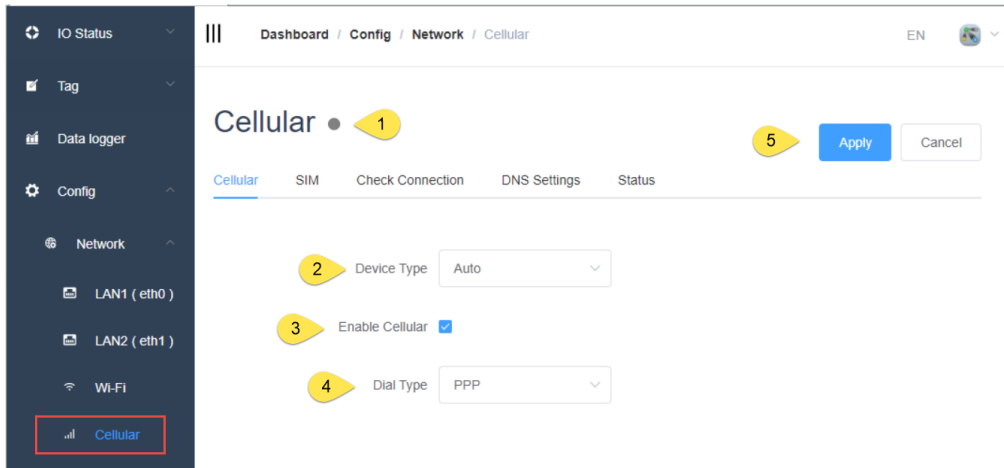 IO Status
Tag
Data logger
Config
Network
LAN1 ( eth0 )
LAN2 ( eth1 )
Wi-Fi
Cellular
Dashboard / Config / Network / Cellular
EN
Cellular
1
5
Apply
Cancel
Cellular SIM Check Connection DNS Settings Status
2
Device Type Auto
3
Enable Cellular
4
Dial Type PPP